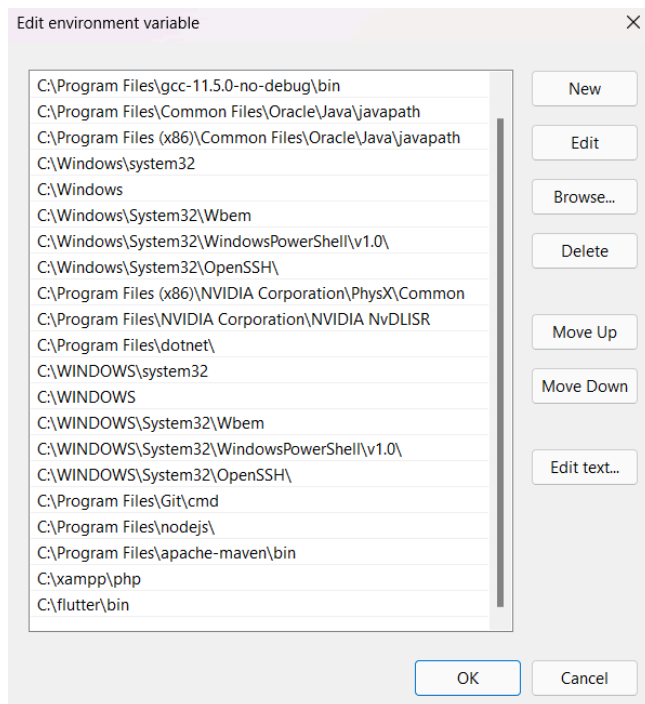 Edit environment variable
C:\Program Files\gcc-11.5.0-no-debug\bin
C:\Program Files\Common Files\Oracle\Java\javapath
C:\Program Files (x86)\Common Files\Oracle\Java\javapath
C:\Windows\system32
C:\Windows
C:\Windows\System32\Wbem
C:\Windows\System32\WindowsPowerShell\v1.0\
C:\Windows\System32\OpenSSH\
C:\Program Files (x86)\NVIDIA Corporation\PhysX\Common
C:\Program Files\NVIDIA Corporation\NVIDIA NvDLISR
C:\Program Files\dotnet\
C:\WINDOWS\system32
C:\WINDOWS
C:\WINDOWS\System32\Wbem
C:\WINDOWS\System32\WindowsPowerShell\v1.0\
C:\WINDOWS\System32\OpenSSH\
C:\Program Files\Git\cmd
C:\Program Files\nodejs\
C:\Program Files\apache-maven\bin
C:\xampp\php
C:\flutter\bin
New
Edit
Browse...
Delete
Move Up
Move Down
Edit text...
OK
Cancel